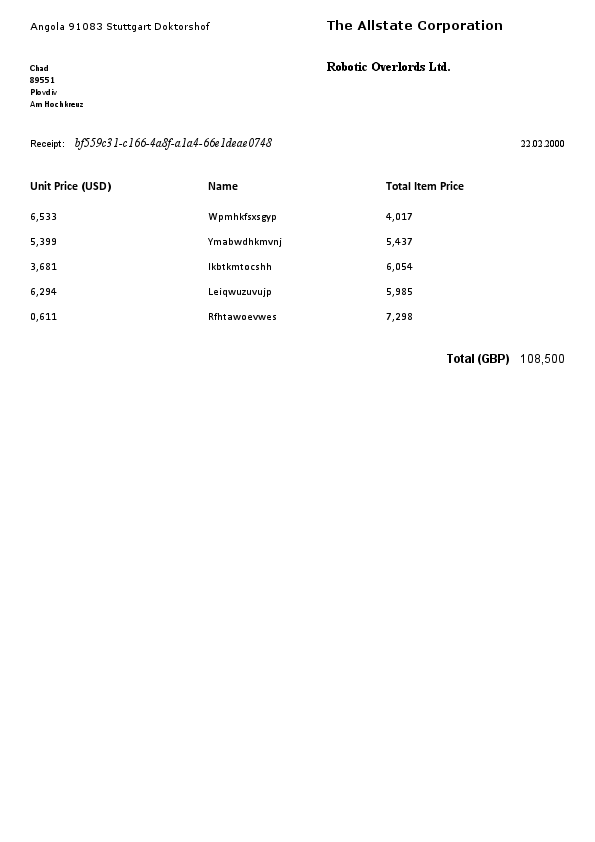 Angola 91083 Stuttgart Doktorshof
The Allstate Corporation
Chad
89551
Plovdiv
Am Hochkreuz
Robotic Overlords Ltd.
Receipt: bf559c31-c166-4a8f-a1a4-66e1deae0748 22.02.2000
Unit Price (USD) Name Total Item Price
6,533 Wpmhkfsxsgyp 4,017
5,399 Ymabwdhkmvnj 5,437
3,681 Ikbtkmtocshh 6,054
6,294 Leiqwuzuvujp 5,985
0,611 Rfhtawoevwes 7,298
Total (GBP) 108,500